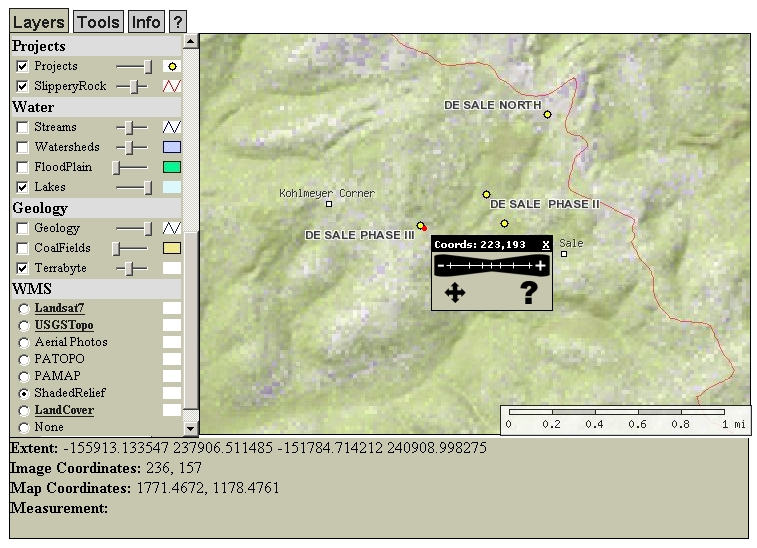 Layers Tools Info ?
Projects
Projects
SlipperyRock
Water
Streams
Watersheds
FloodPlain
Lakes
Geology
Geology
CoalFields
Terrabyte
WMS
Landsat7
USGSTopo
Aerial Photos
PATOPO
PAMAP
ShadedRelief
LandCover
None
DE SALE NORTH
Kohlmeyer Corner
DE SALE PHASE II
DE SALE PHASE III
Sale
Coords: 223,193 X
- +
?
0 0.2 0.4 0.6 0.8 1 mi
Extent: -155913.133547 237906.511485 -151784.714212 240908.998275
Image Coordinates: 236, 157
Map Coordinates: 1771.4672, 1178.4761
Measurement: